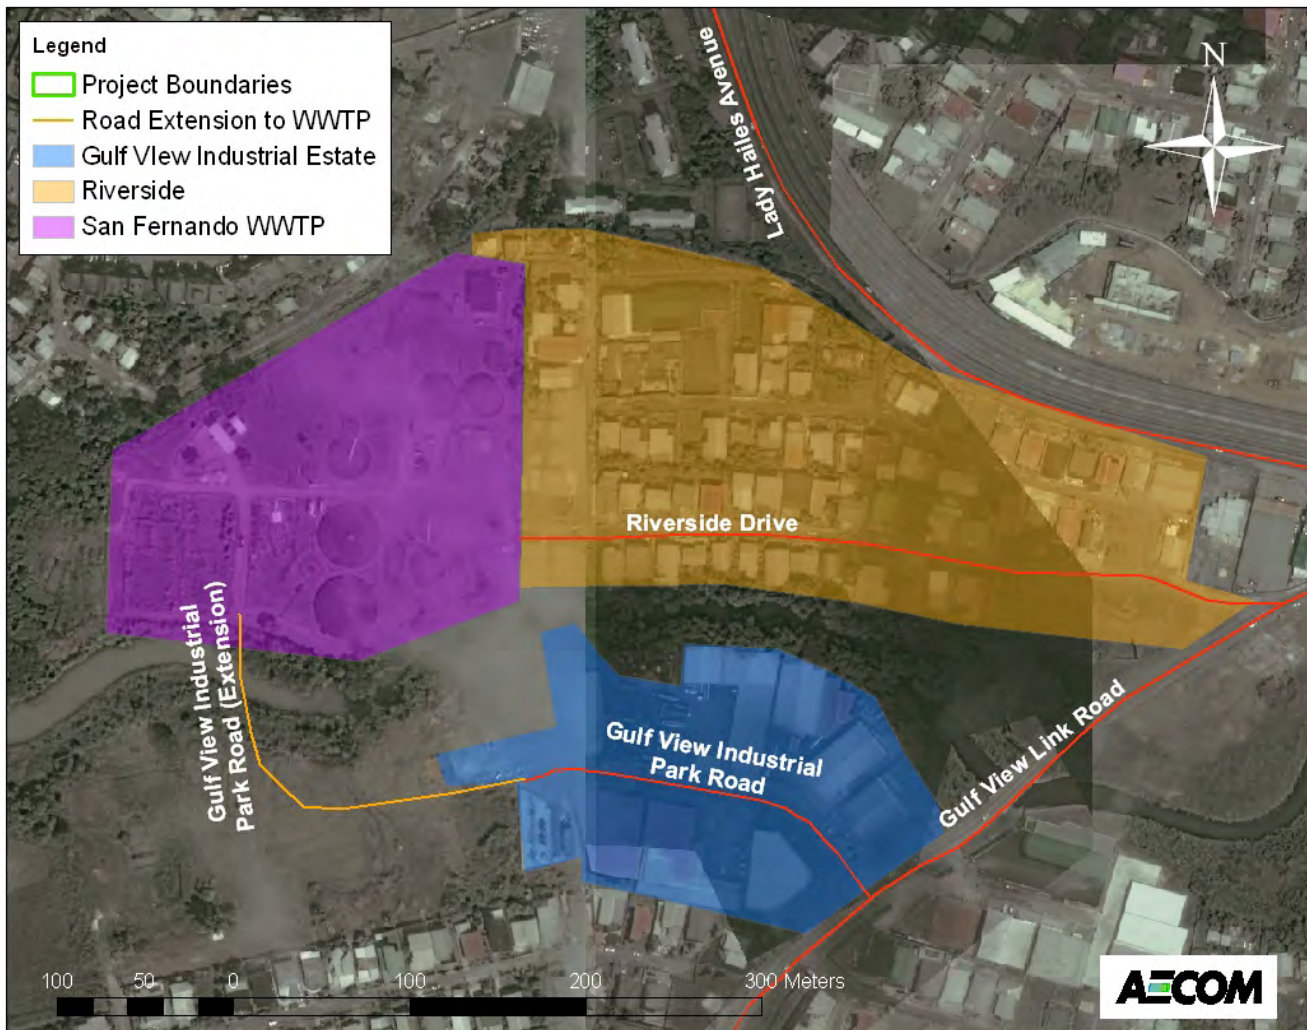 Legend
Project Boundaries
Road Extension to WWTP
Gulf VIew Industrial Estate
Riverside
San Fernando WWTP
Lady Hailes Avenue
N
Riverside Drive
Gulf View Industrial
Park Road (Extension)
Gulf View Industrial
Park Road
Gulf View Link Road
100 50 0 100 200 300 Meters
AECOM